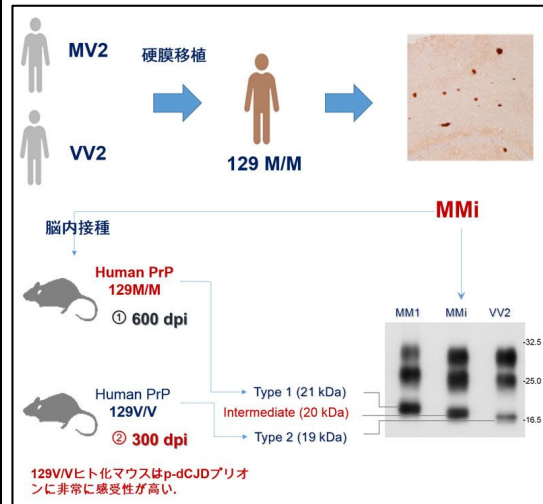 MV2
硬膜移植
VV2
129 M/M
MMi
脳内接種
Human PrP
129M/M
① 600 dpi
Human PrP
129V/V
② 300 dpi
Type 1 (21 kDa)
Intermediate (20 kDa)
Type 2 (19 kDa)
MM1 MMi VV2
-32.5
-25.0
-16.5
129V/Vヒト化マウスはp-dCJDプリオ
ンに非常に感受性が高い.